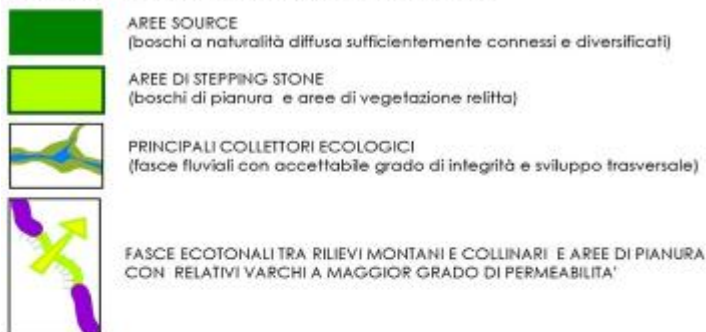 AREE SOURCE
(boschi a naturalità diffusa sufficientemente connessi e diversificati)
AREE DI STEPPING STONE
(boschi di pianura e aree di vegetazione relitta)
PRINCIPALI COLLETTORI ECOLOGICI
(fasce fluviali con accettabile grado di integrità e sviluppo trasversale)
FASCE ECOTONALI TRA RILIEVI MONTANI E COLLINARI E AREE DI PIANURA
CON RELATIVI VARCHI A MAGGIOR GRADO DI PERMEABILITA'